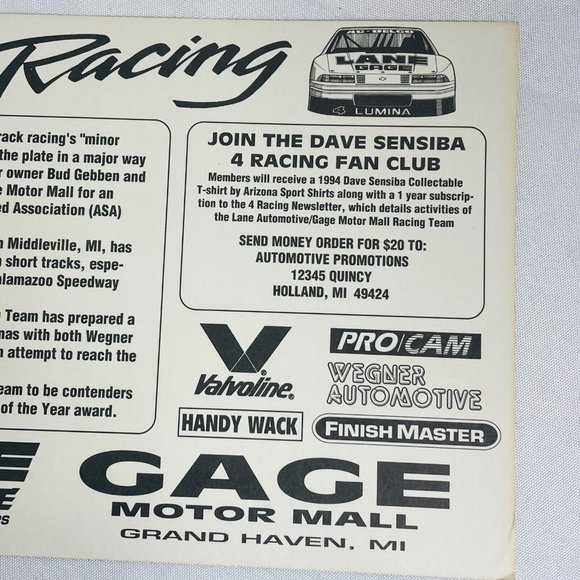 Racing
AC-DELCO
LANE
GAGE
4 LUMINA
rack racing's "minor
the plate in a major way
r owner Bud Gebben and
e Motor Mall for an
ed Association (ASA)
n Middleville, MI, has
n short tracks, espe-
alamazoo Speedway
Team has prepared a
nas with both Wegner
n attempt to reach the
eam to be contenders
of the Year award.
JOIN THE DAVE SENSIBA
4 RACING FAN CLUB
Members will receive a 1994 Dave Sensiba Collectable
T-shirt by Arizona Sport Shirts along with a 1 year subscrip-
tion to the 4 Racing Newsletter, which details activities of
the Lane Automotive/Gage Motor Mall Racing Team
SEND MONEY ORDER FOR $20 TO:
AUTOMOTIVE PROMOTIONS
12345 QUINCY
HOLLAND, MI 49424
Valvoline®
PRO/CAM
WEGNER
AUTOMOTIVE
HANDY WACK
FINISH MASTER
E
E
RS
GAGE
MOTOR MALL
GRAND HAVEN, MI